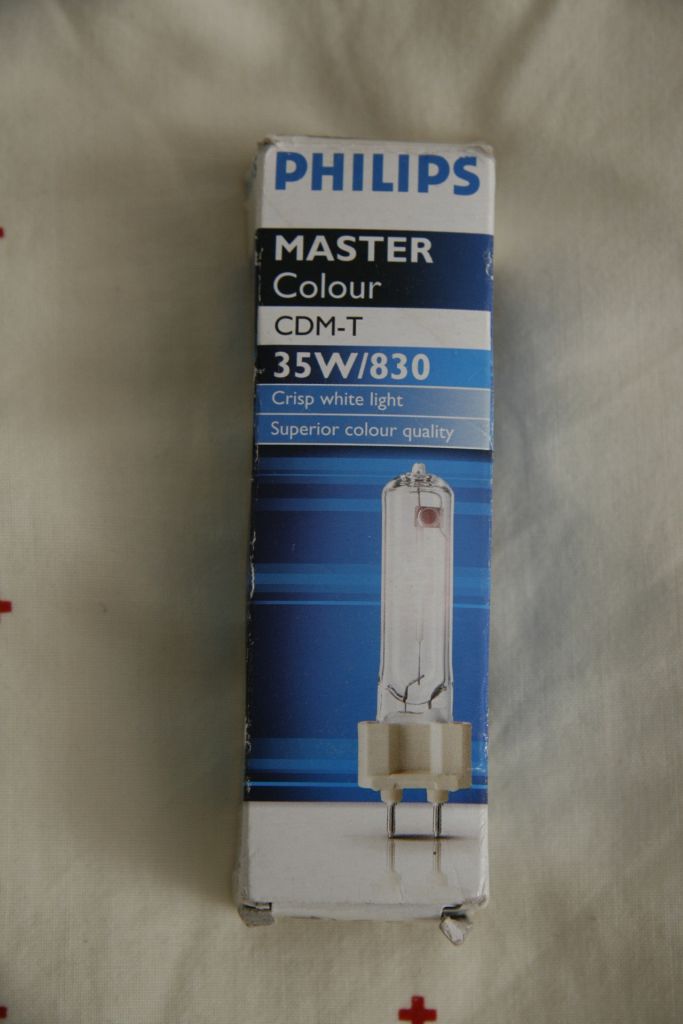 PHILIPS
MASTER
Colour
CDM-T
35W/830
Crisp white light
Superior colour quality